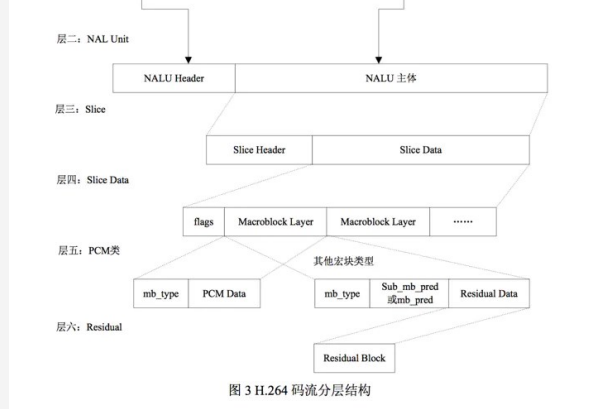 层二：NAL Unit
NALU Header
NALU 主体
层三：Slice
Slice Header
Slice Data
层四：Slice Data
flags
Macroblock Layer
Macroblock Layer
……
层五：PCM类
其他宏块类型
mb_type
PCM Data
mb_type
Sub_mb_pred
或mb_pred
Residual Data
层六：Residual
Residual Block
图 3 H.264 码流分层结构